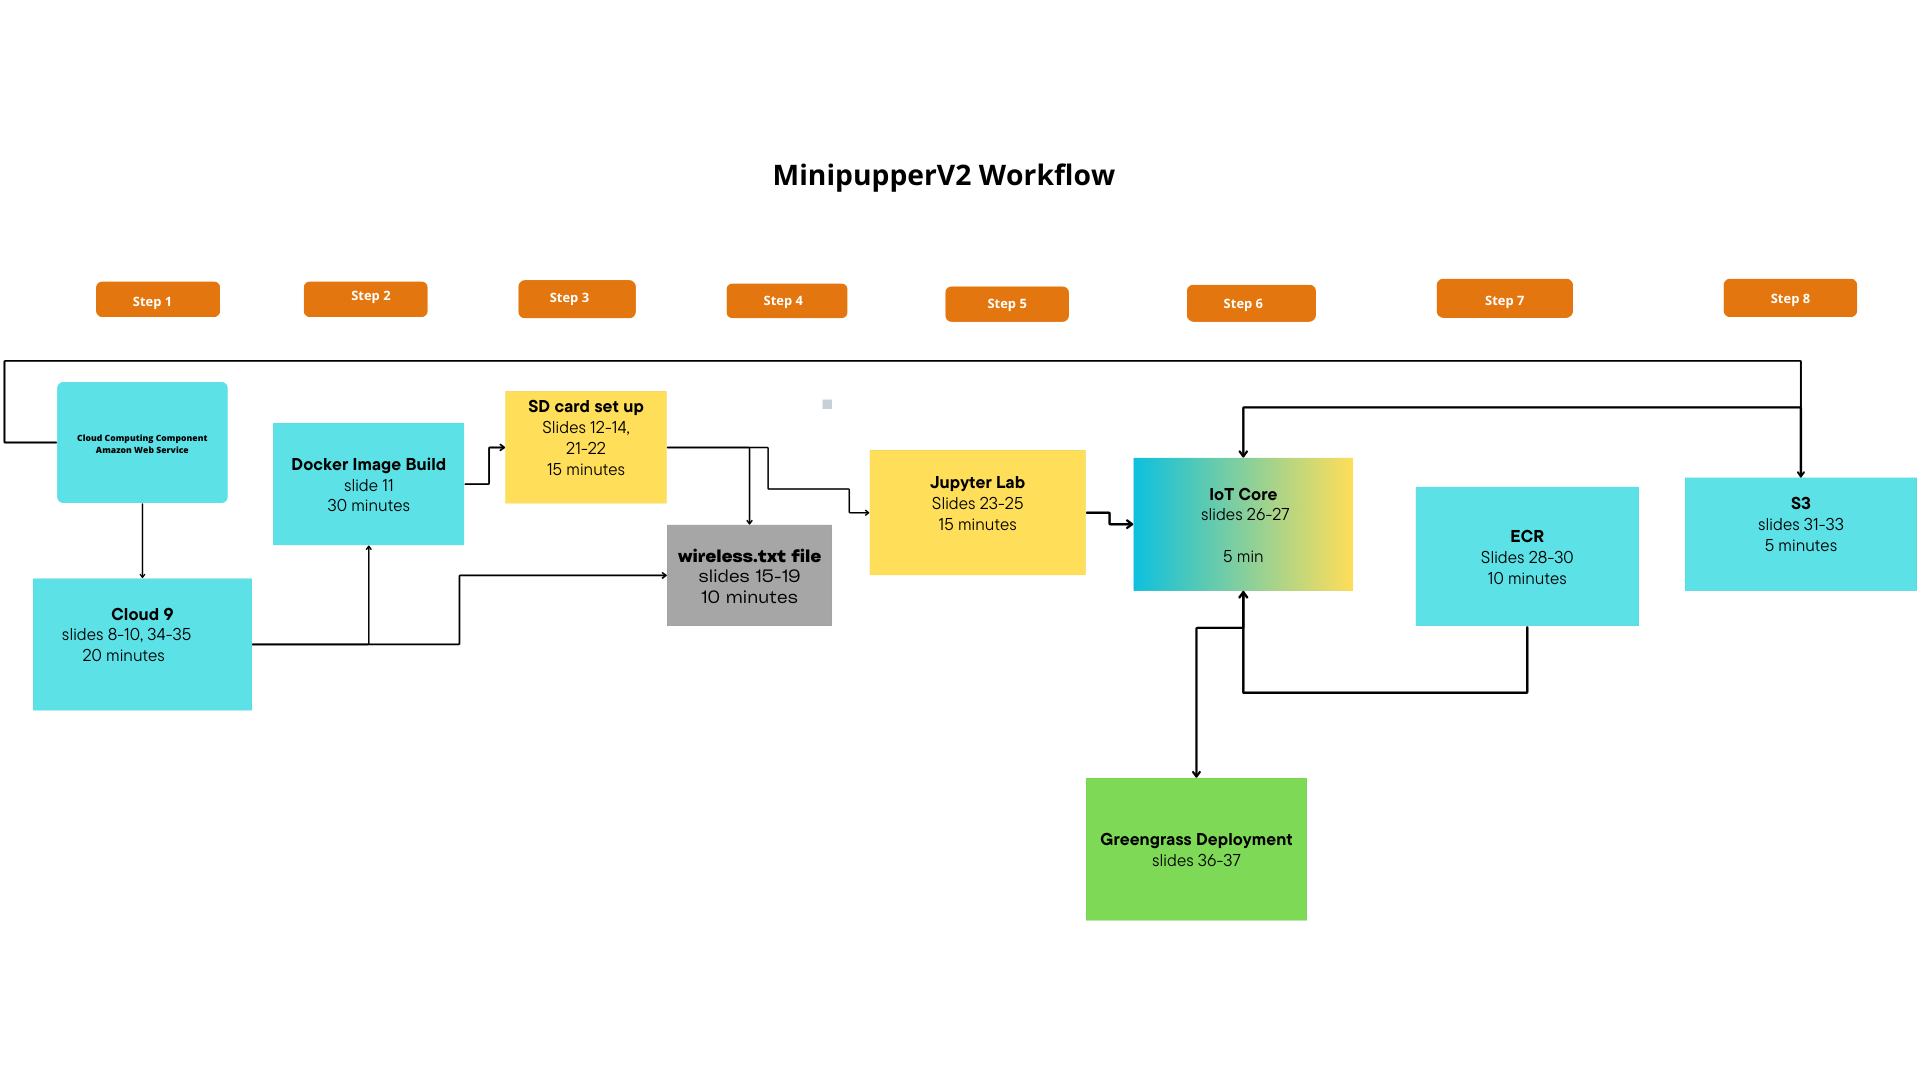 MinipupperV2 Workflow
Step 1
Step 2
Step 3
Step 4
Step 5
Step 6
Step 7
Step 8
Cloud Computing Component
Amazon Web Service
Cloud 9
slides 8-10, 34-35
20 minutes
Docker Image Build
slide 11
30 minutes
SD card set up
Slides 12-14,
21-22
15 minutes
wireless.txt file
slides 15-19
10 minutes
Jupyter Lab
Slides 23-25
15 minutes
IoT Core
slides 26-27
5 min
ECR
Slides 28-30
10 minutes
S3
slides 31-33
5 minutes
Greengrass Deployment
slides 36-37